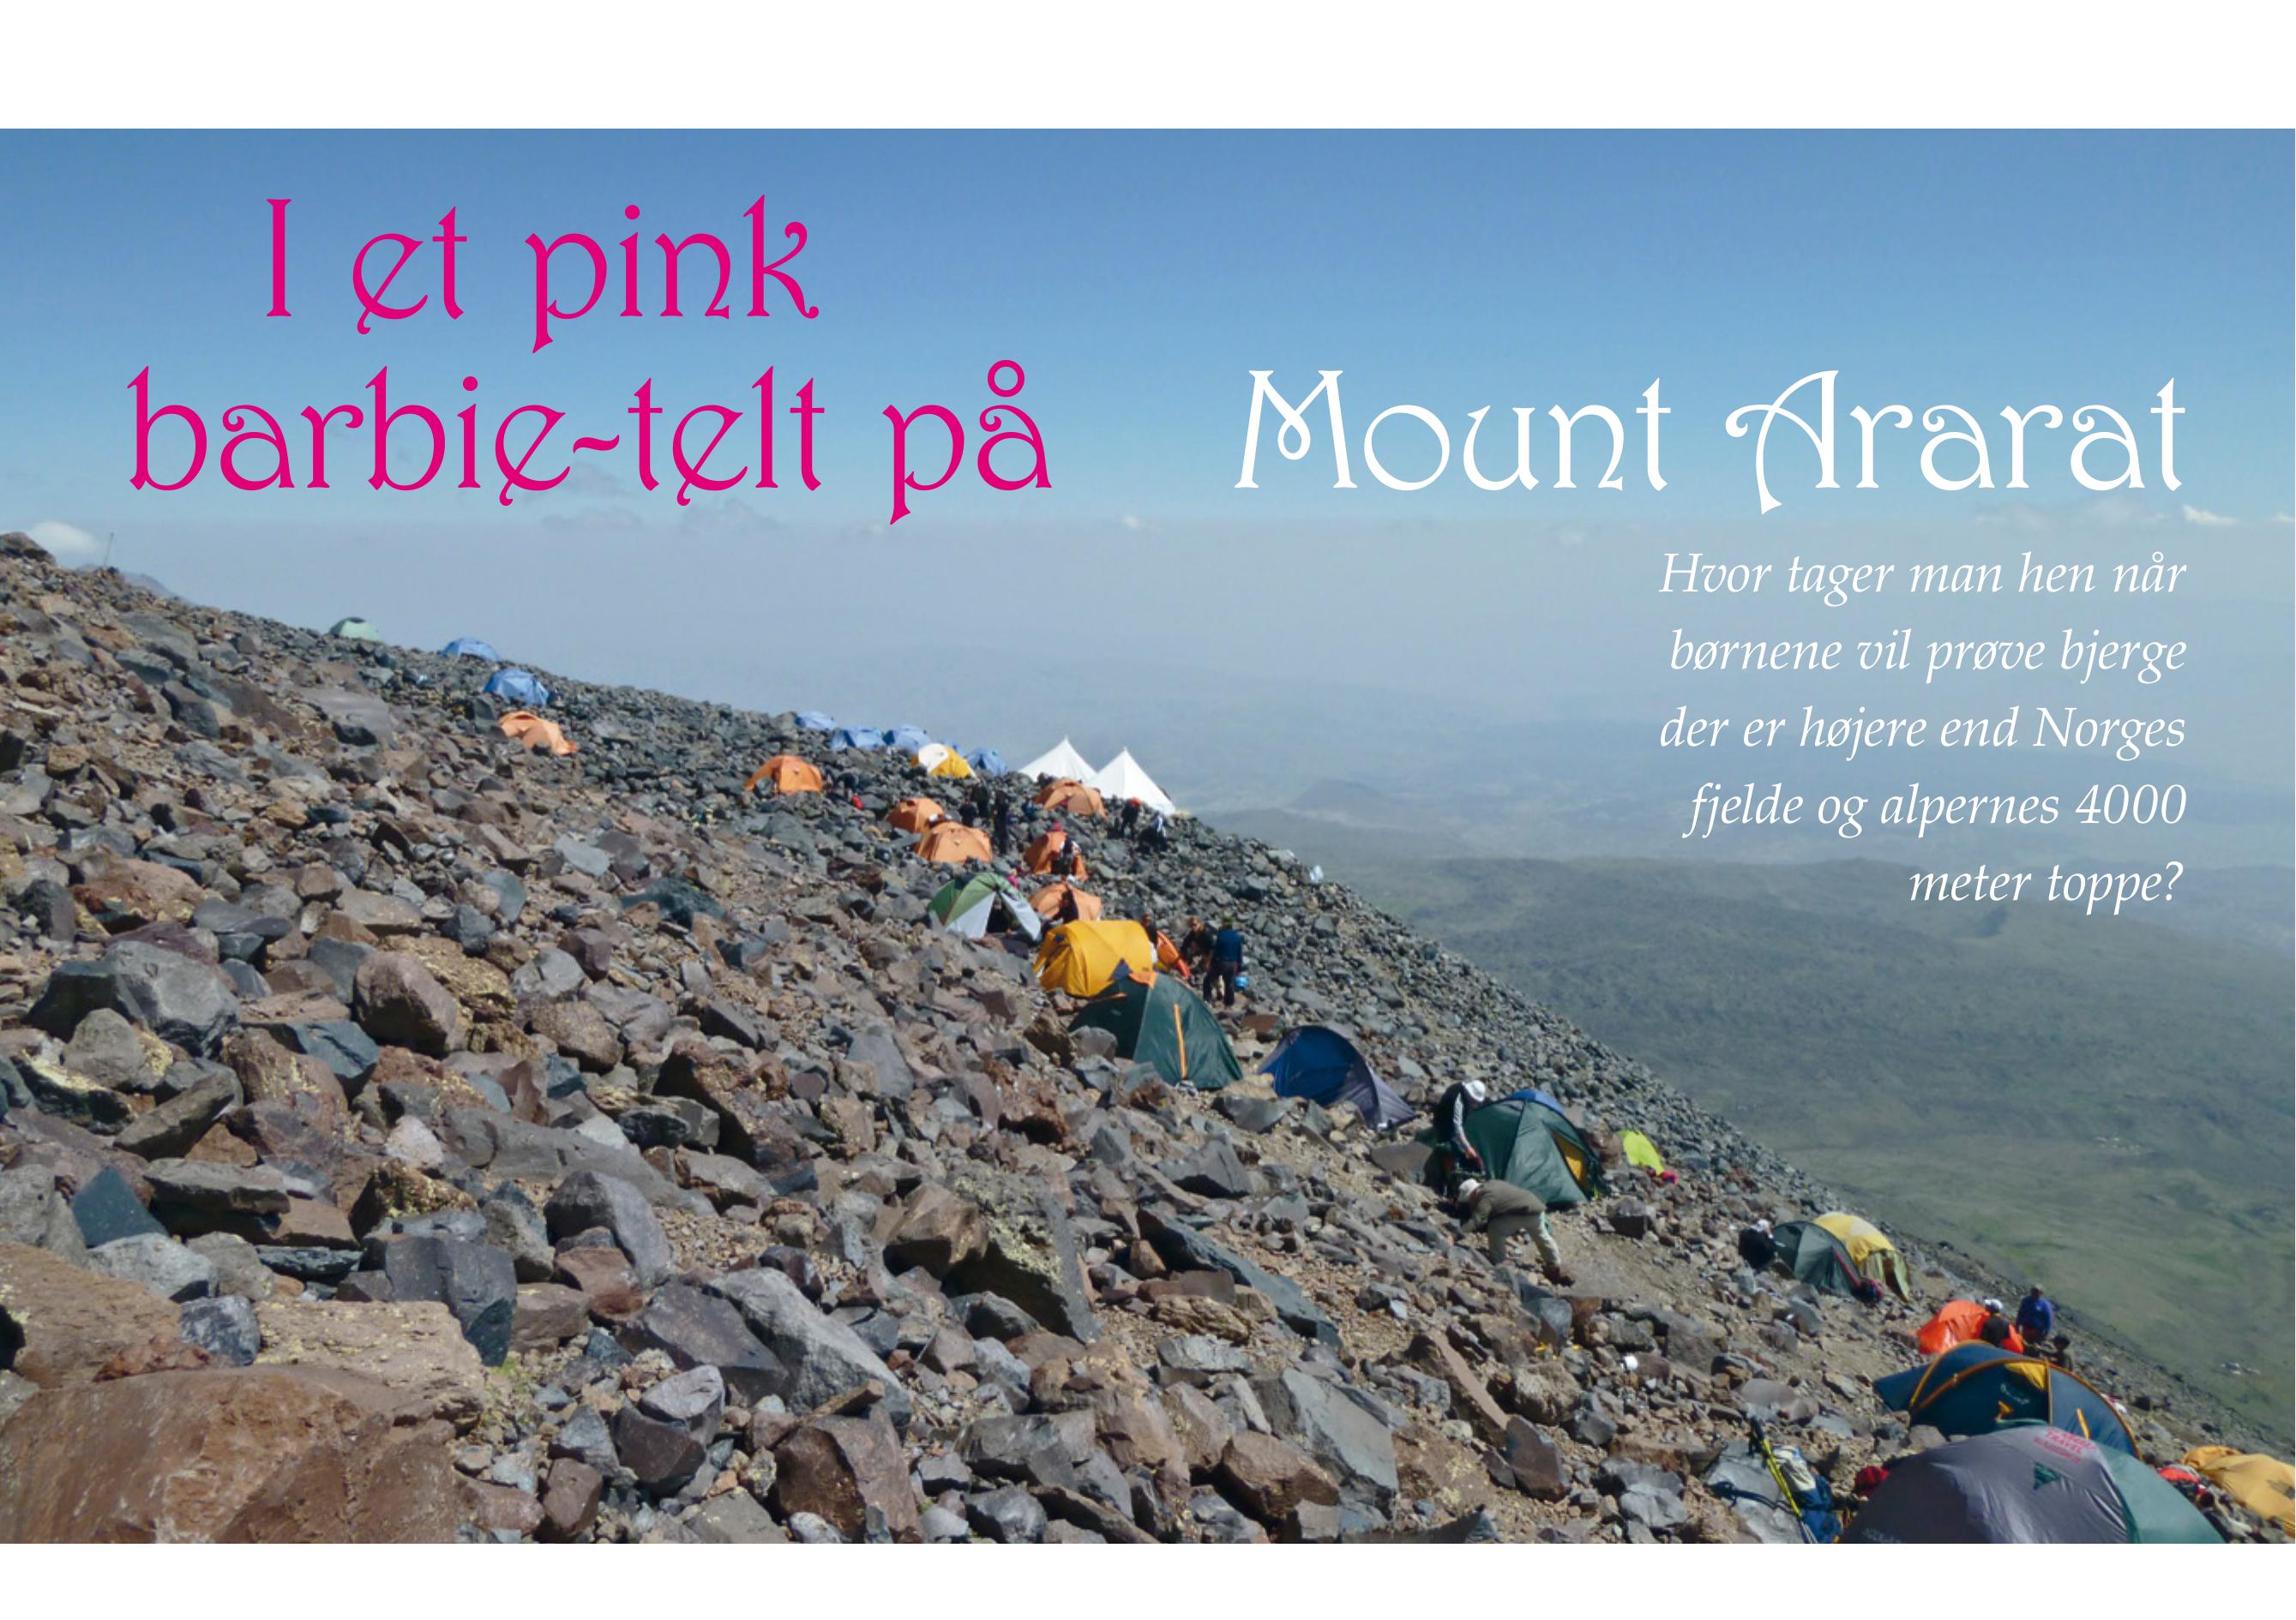 I et pink
barbie-telt på
Mount Ararat
Hvor tager man hen når
børnene vil prøve bjerge
der er højere end Norges
fjelde og alpernes 4000
meter toppe?